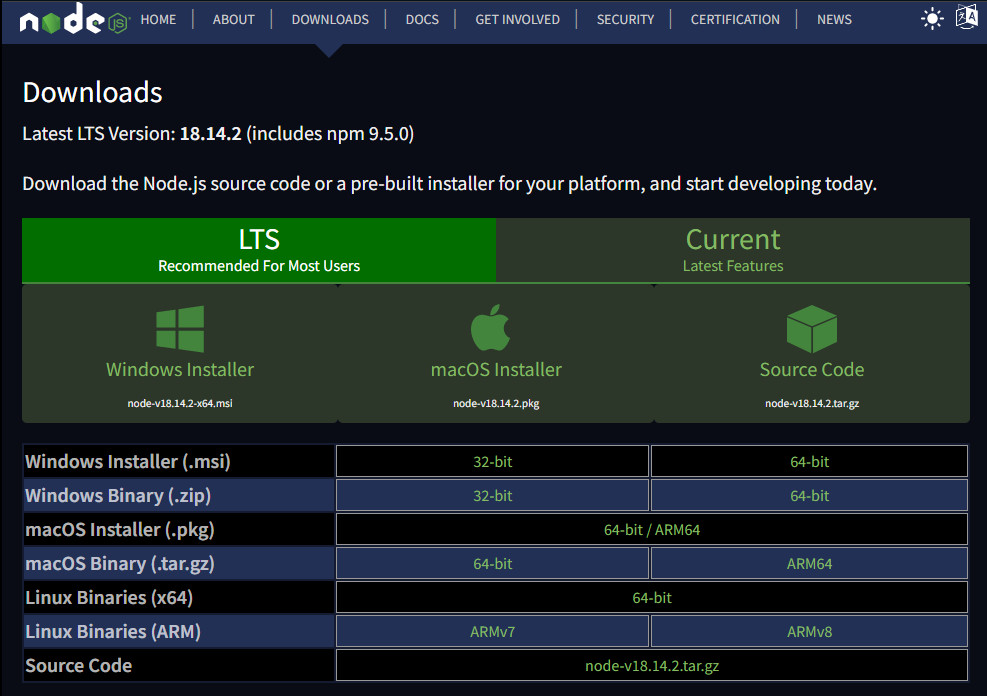 node JS HOME ABOUT DOWNLOADS DOCS GET INVOLVED SECURITY CERTIFICATION NEWS
Downloads
Latest LTS Version: 18.14.2 (includes npm 9.5.0)
Download the Node.js source code or a pre-built installer for your platform, and start developing today.
LTS
Recommended For Most Users
Current
Latest Features
Windows Installer
node-v18.14.2-x64.msi
macOS Installer
node-v18.14.2.pkg
Source Code
node-v18.14.2.tar.gz
Windows Installer (.msi) 32-bit 64-bit
Windows Binary (.zip) 32-bit 64-bit
macOS Installer (.pkg) 64-bit / ARM64
macOS Binary (.tar.gz) 64-bit ARM64
Linux Binaries (x64) 64-bit
Linux Binaries (ARM) ARMv7 ARMv8
Source Code node-v18.14.2.tar.gz